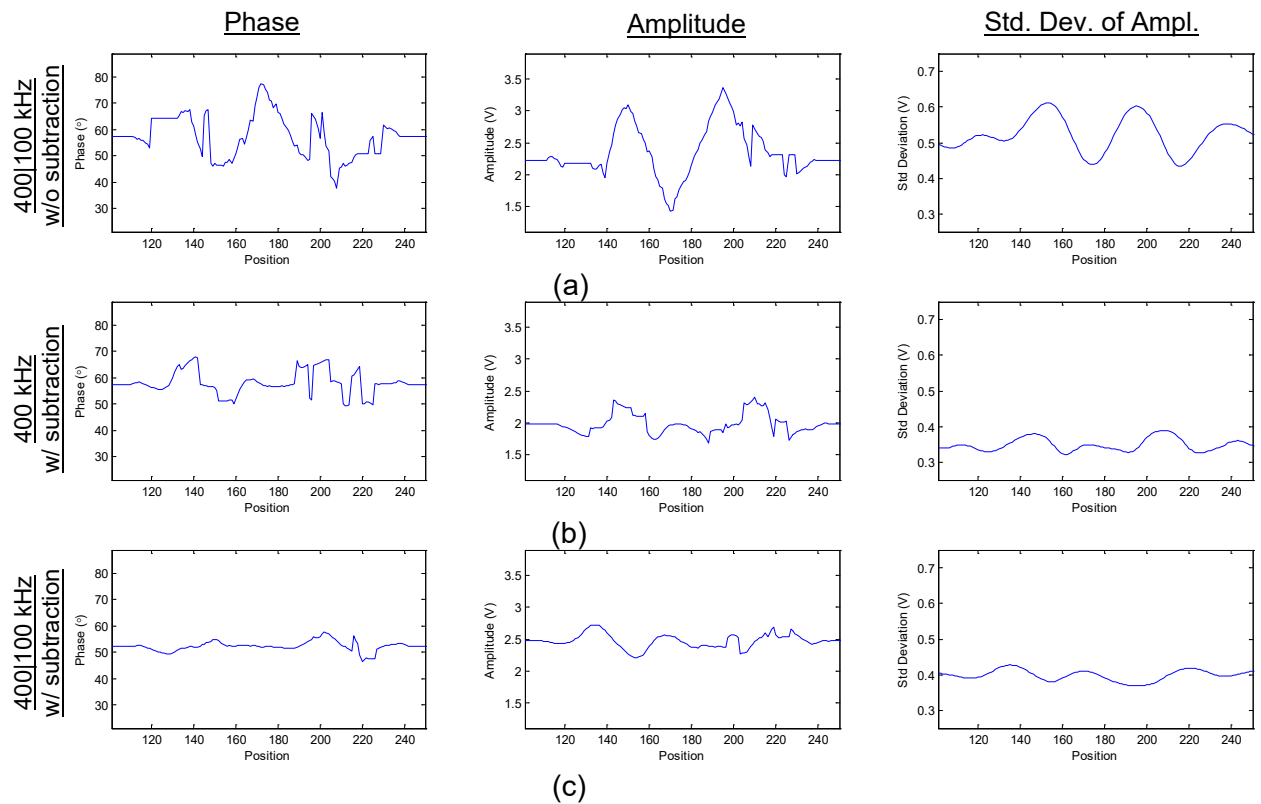 Phase
Amplitude
Std. Dev. of Ampl.
400|100 kHz
w/o subtraction
Phase (°)
80
70
60
50
40
30
120 140 160 180 200 220 240
Position
Amplitude (V)
3.5
3
2.5
2
1.5
120 140 160 180 200 220 240
Position
Std Deviation (V)
0.7
0.6
0.5
0.4
0.3
120 140 160 180 200 220 240
Position
(a)
400 kHz
w/ subtraction
Phase (°)
80
70
60
50
40
30
120 140 160 180 200 220 240
Position
Amplitude (V)
3.5
3
2.5
2
1.5
120 140 160 180 200 220 240
Position
Std Deviation (V)
0.7
0.6
0.5
0.4
0.3
120 140 160 180 200 220 240
Position
(b)
400|100 kHz
w/ subtraction
Phase (°)
80
70
60
50
40
30
120 140 160 180 200 220 240
Position
Amplitude (V)
3.5
3
2.5
2
1.5
120 140 160 180 200 220 240
Position
Std Deviation (V)
0.7
0.6
0.5
0.4
0.3
120 140 160 180 200 220 240
Position
(c)